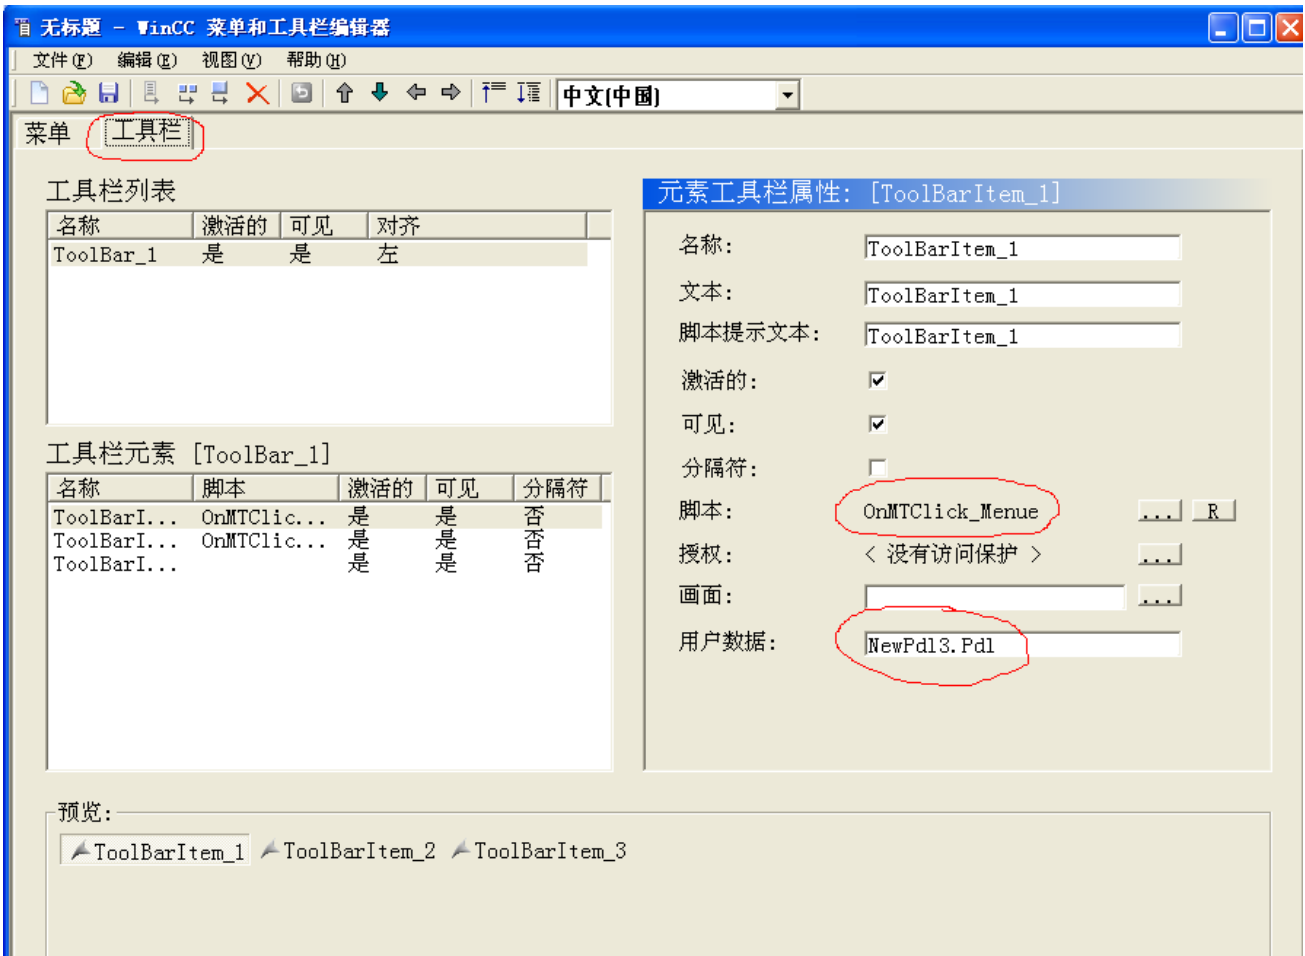 无标题 - WinCC 菜单和工具栏编辑器
文件(F) 编辑(E) 视图(V) 帮助(H)
中文(中国)
菜单 工具栏
工具栏列表
名称 激活的 可见 对齐
ToolBar_1 是 是 左
工具栏元素 [ToolBar_1]
名称 脚本 激活的 可见 分隔符
ToolBarI... OnMTClic... 是 是 否
ToolBarI... OnMTClic... 是 是 否
ToolBarI... 是 是 否
元素工具栏属性: [ToolBarItem_1]
名称: ToolBarItem_1
文本: ToolBarItem_1
脚本提示文本: ToolBarItem_1
激活的:
可见:
分隔符:
脚本: OnMTClick_Menue ... R
授权: < 没有访问保护 > ...
画面: ...
用户数据: NewPdl3.Pdl
预览:
ToolBarItem_1 ToolBarItem_2 ToolBarItem_3